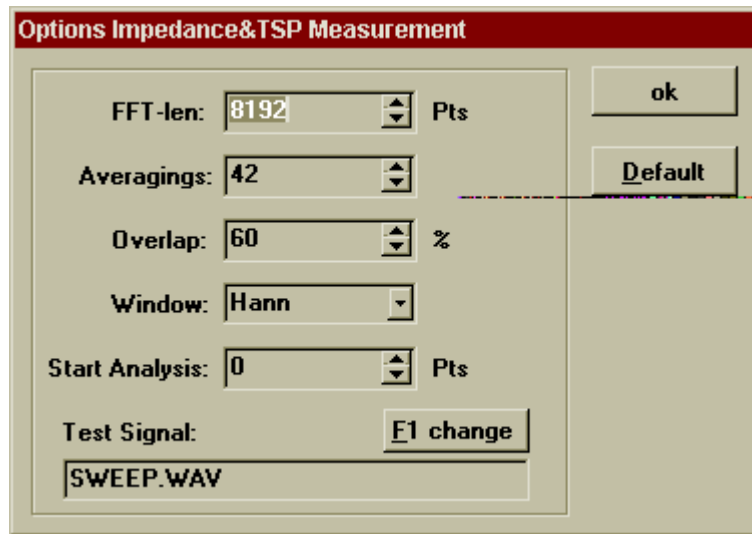 Options Impedance&TSP Measurement
FFT-len: 8192 Pts
ok
Averagings: 42
Default
Overlap: 60 %
Window: Hann
Start Analysis: 0 Pts
Test Signal: F1 change
SWEEP.WAV